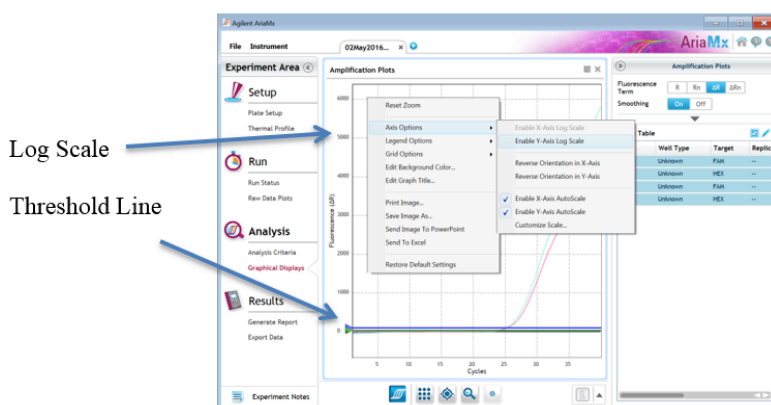 Log Scale
Threshold Line
Agilent AriaMx
File Instrument
02May2016...
AriaMx
Experiment Area
Setup
Plate Setup
Thermal Profile
Run
Run Status
Raw Data Plots
Analysis
Analysis Criteria
Graphical Displays
Results
Generate Report
Export Data
Experiment Notes
Amplification Plots
Fluorescence (ΔR)
6000
5000
4000
3000
2000
1000
0
5 10 15 20 25 30 35
Cycles
Reset Zoom
Axis Options
Legend Options
Grid Options
Edit Background Color...
Edit Graph Title...
Print Image...
Save Image As...
Send Image To PowerPoint
Send To Excel
Restore Default Settings
Enable X-Axis Log Scale
Enable Y-Axis Log Scale
Reverse Orientation in X-Axis
Reverse Orientation in Y-Axis
Enable X-Axis AutoScale
Enable Y-Axis AutoScale
Customize Scale...
Amplification Plots
Fluorescence Term
R Rn ΔR ΔRn
Smoothing On Off
Table
Well Type Target Replic
Unknown FAM --
Unknown HEX --
Unknown FAM --
Unknown HEX --